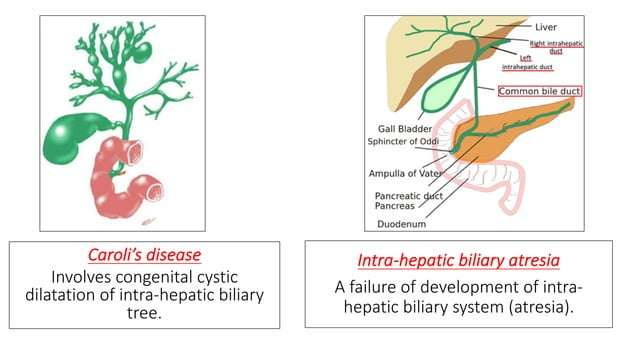 Liver
Right intrahepatic
duct
Left
intrahepatic duct
Common bile duct
Gall Bladder
Sphincter of Oddi
Ampulla of Vater
Pancreatic duct
Pancreas
Duodenum
Caroli’s disease
Involves congenital cystic
dilatation of intra-hepatic biliary
tree.
Intra-hepatic biliary atresia
A failure of development of intra-
hepatic biliary system (atresia).